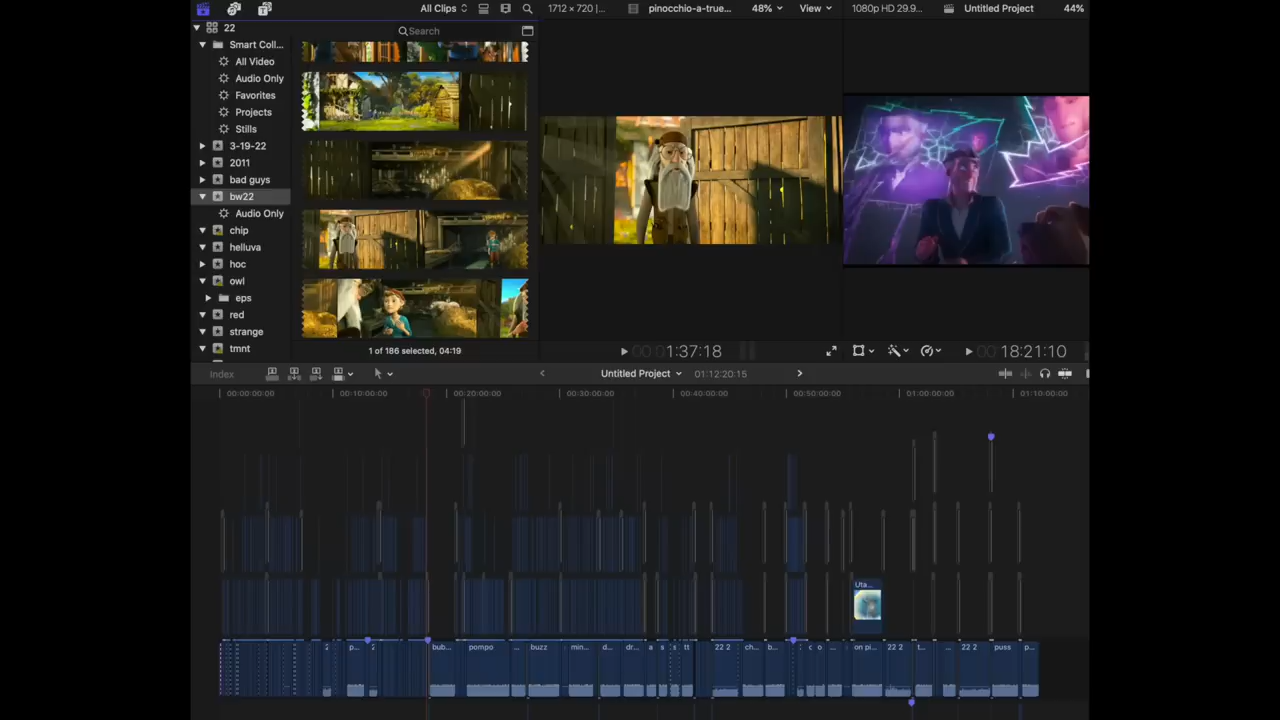 All Clips
1712 × 720 |...
pinocchio-a-true...
48%
View
1080p HD 29.9...
Untitled Project
44%
22
Search
Smart Coll...
All Video
Audio Only
Favorites
Projects
Stills
3-19-22
2011
bad guys
bw22
Audio Only
chip
helluva
hoc
owl
eps
red
strange
tmnt
1 of 186 selected, 04:19
1:37:18
18:21:10
Index
Untitled Project
01:12:20:15
00:00:00:00
00:10:00:00
00:20:00:00
00:30:00:00
00:40:00:00
00:50:00:00
01:00:00:00
01:10:00:00
Uta...
2
p...
2
bub...
pompo
...
buzz
min...
d...
dr...
a
s
s
tt
22 2
ch...
b...
c
o
...
on pi...
22 2
t...
...
22 2
puss
p...